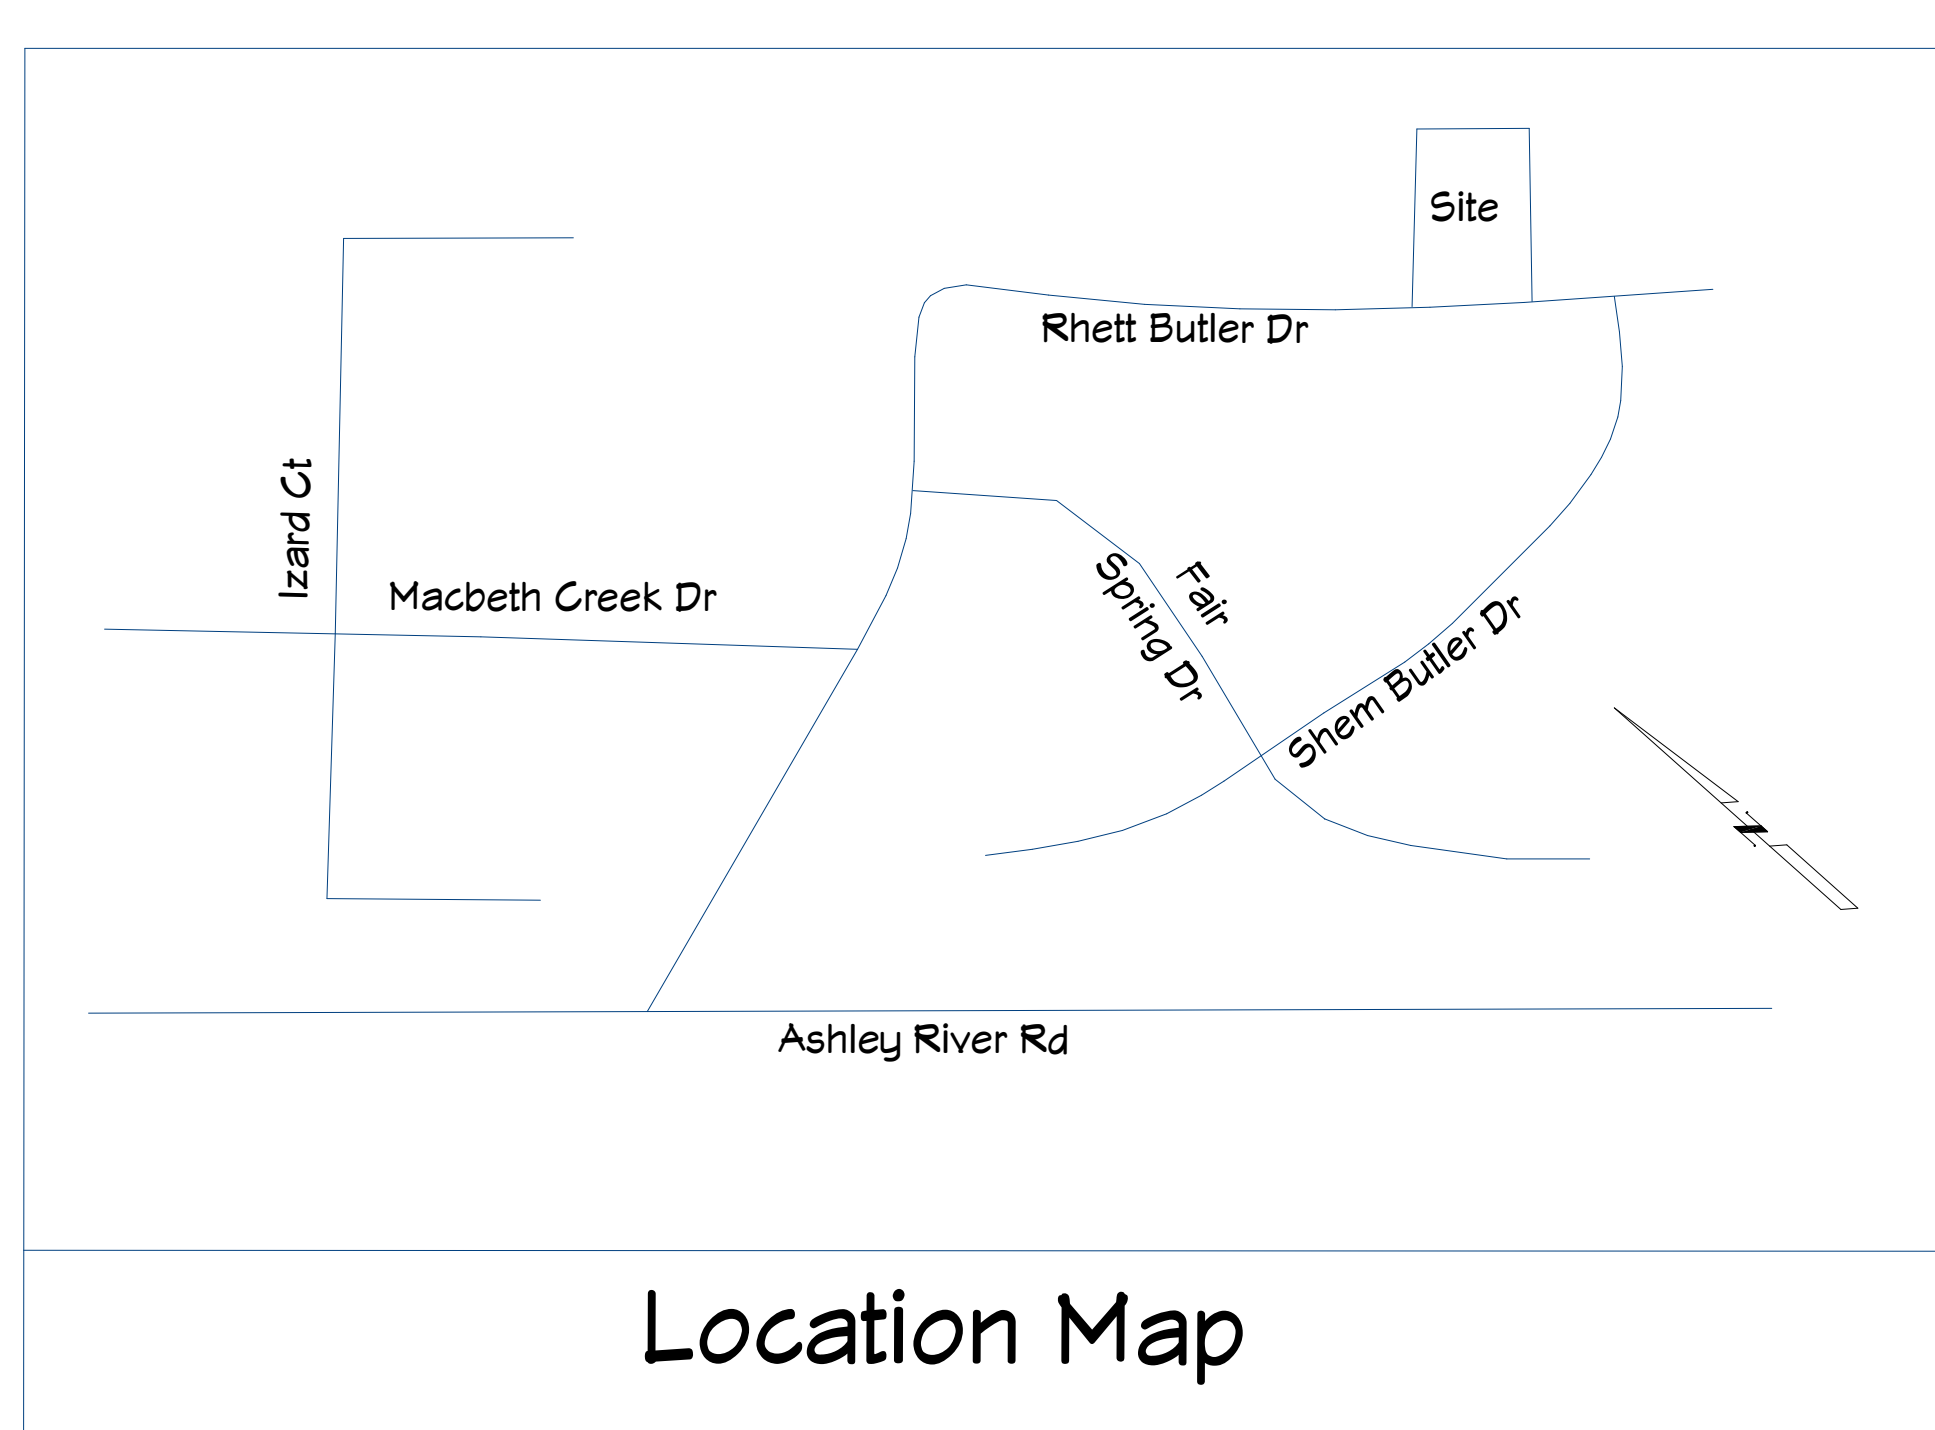 Site
Rhett Butler Dr
Izard Ct
Macbeth Creek Dr
Fair
Spring Dr
Shem Butler Dr
N
Ashley River Rd
Location Map